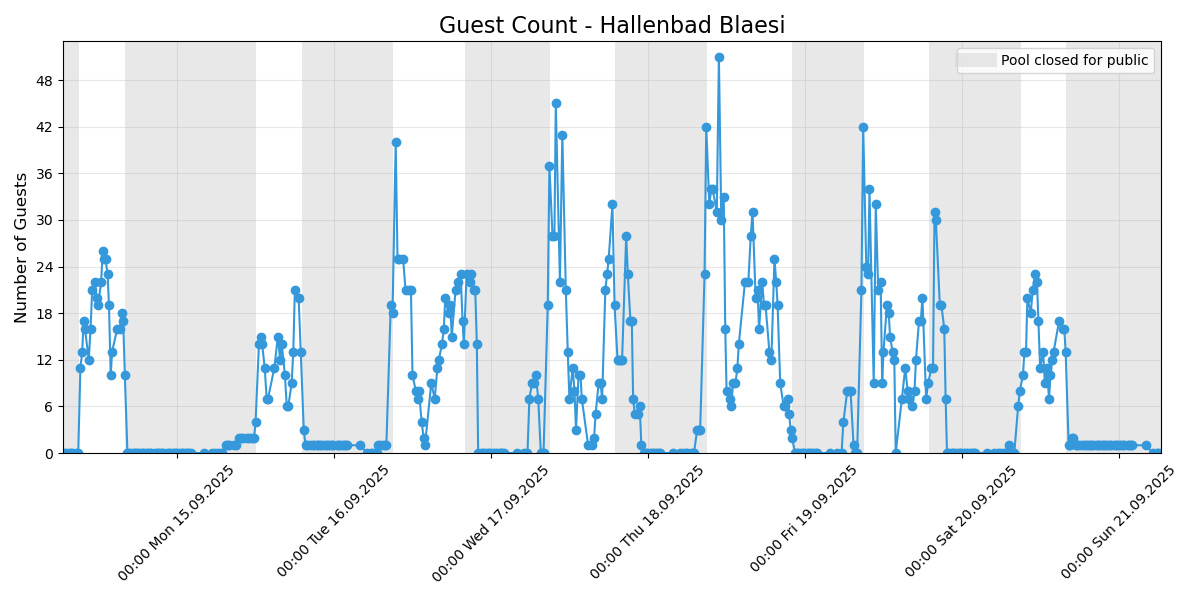 Guest Count - Hallenbad Blaesi
Pool closed for public
Number of Guests
48
42
36
30
24
18
12
6
0
00:00 Mon 15.09.2025
00:00 Tue 16.09.2025
00:00 Wed 17.09.2025
00:00 Thu 18.09.2025
00:00 Fri 19.09.2025
00:00 Sat 20.09.2025
00:00 Sun 21.09.2025